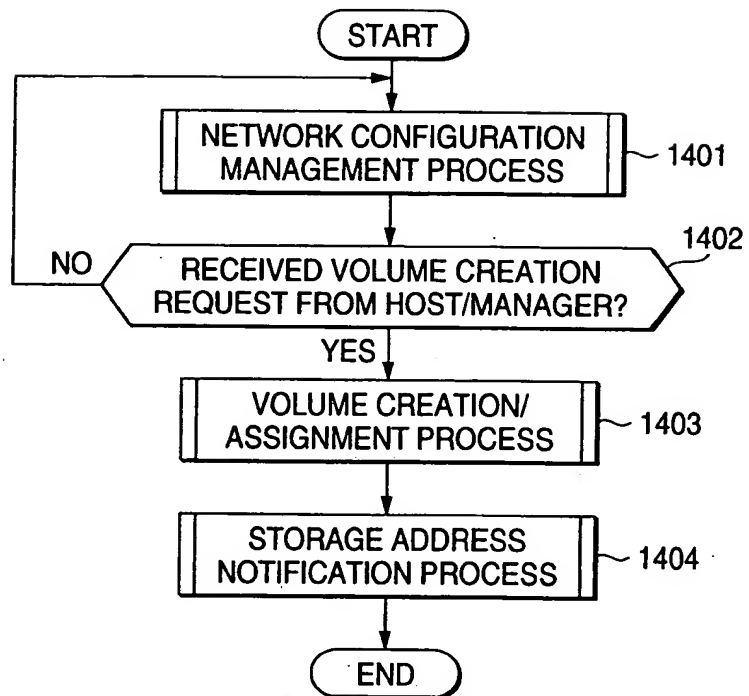 START
NETWORK CONFIGURATION
MANAGEMENT PROCESS
1401
1402
NO
RECEIVED VOLUME CREATION
REQUEST FROM HOST/MANAGER?
YES
VOLUME CREATION/
ASSIGNMENT PROCESS
1403
STORAGE ADDRESS
NOTIFICATION PROCESS
1404
END